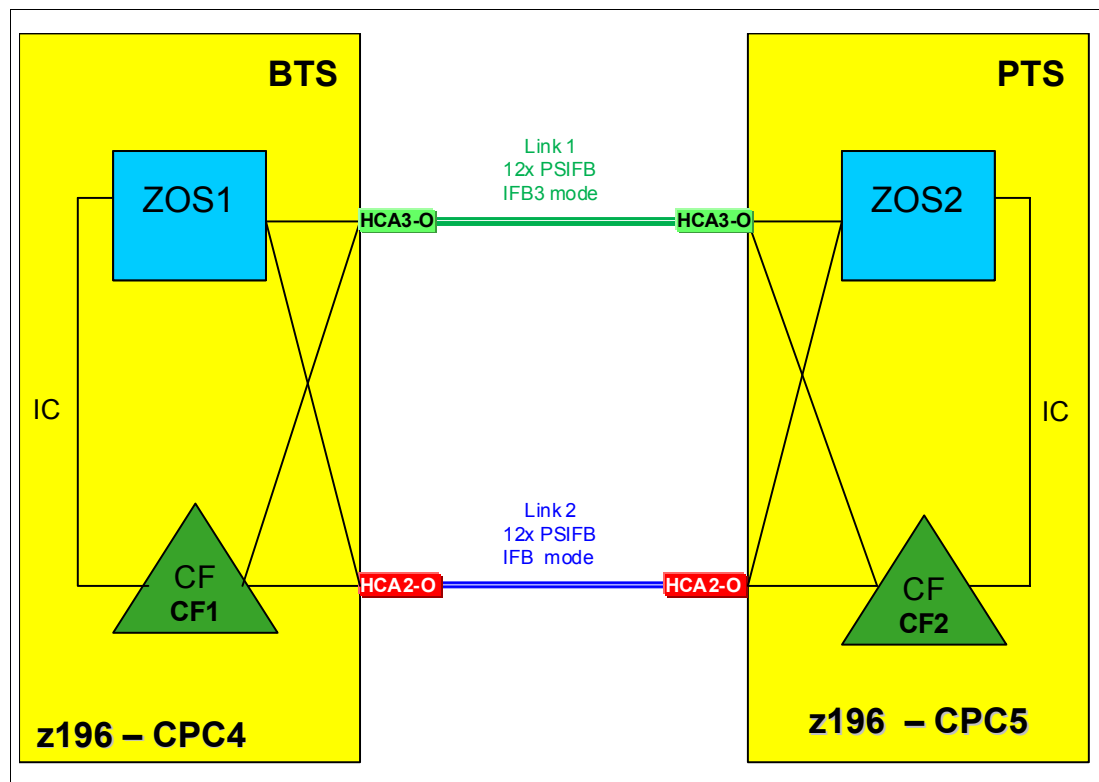 BTS
PTS
Link 1
12x PSIFB
IFB3 mode
ZOS1
ZOS2
HCA3-O
HCA3-O
IC
IC
Link 2
12x PSIFB
IFB mode
CF
CF1
HCA2-O
HCA2-O
CF
CF2
z196 – CPC4
z196 – CPC5